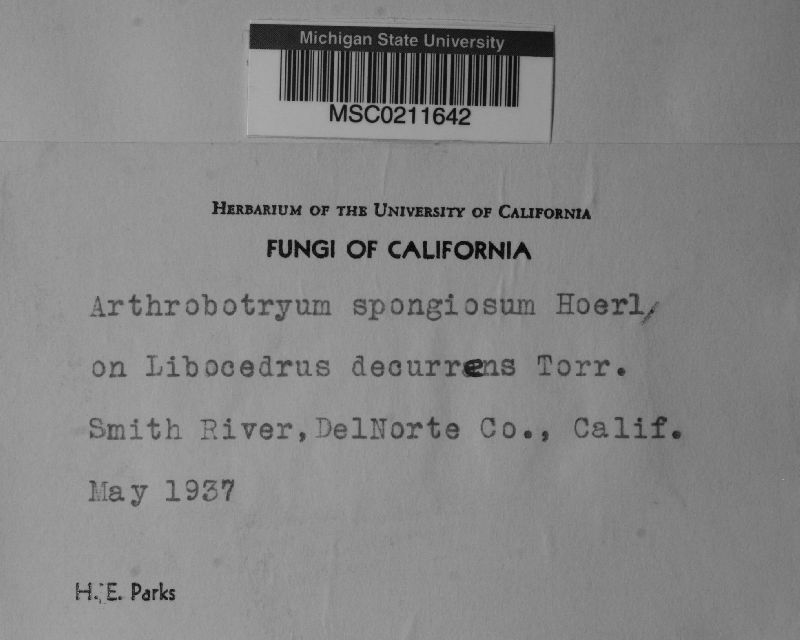 Michigan State University
MSC0211642
HERBARIUM OF THE UNIVERSITY OF CALIFORNIA
FUNGI OF CALIFORNIA
Arthrobotryum spongiosum Hoerl,
on Libocedrus decurrens Torr.
Smith River, DelNorte Co., Calif.
May 1937
H. E. Parks